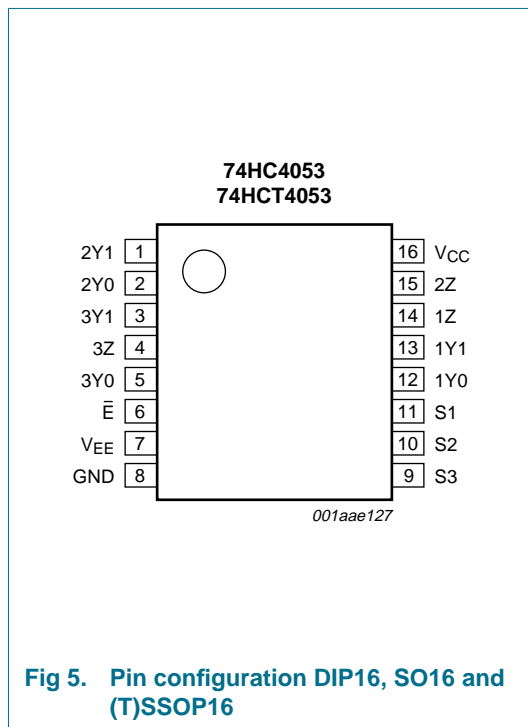 74HC4053
74HCT4053
2Y1 1 16 VCC
2Y0 2 15 2Z
3Y1 3 14 1Z
3Z 4 13 1Y1
3Y0 5 12 1Y0
E̅ 6 11 S1
VEE 7 10 S2
GND 8 9 S3
001aae127
Fig 5. Pin configuration DIP16, SO16 and
(T)SSOP16